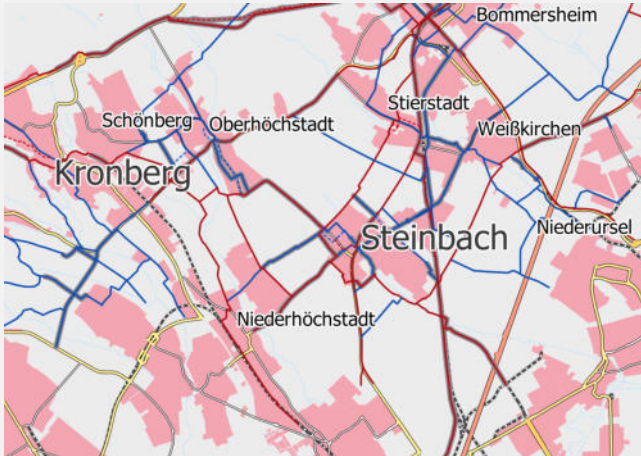 Bommersheim
Stierstadt
Schönberg
Oberhöchstadt
Weißkirchen
Kronberg
Niederursel
Steinbach
Niederhöchstadt